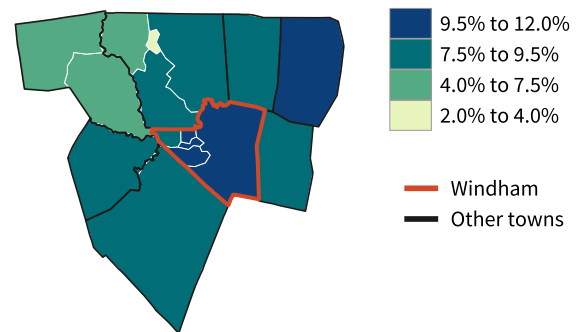 9.5% to 12.0%
7.5% to 9.5%
4.0% to 7.5%
2.0% to 4.0%
Windham
Other towns